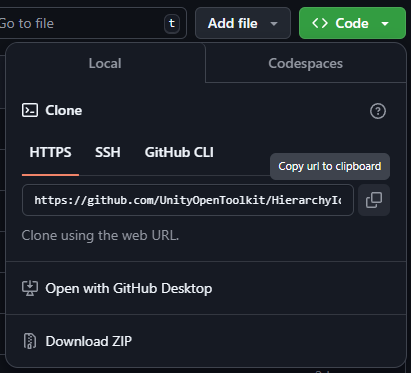 Go to file t Add file <> Code
Local Codespaces
Clone
HTTPS SSH GitHub CLI
Copy url to clipboard
https://github.com/UnityOpenToolkit/HierarchyIc
Clone using the web URL.
Open with GitHub Desktop
Download ZIP